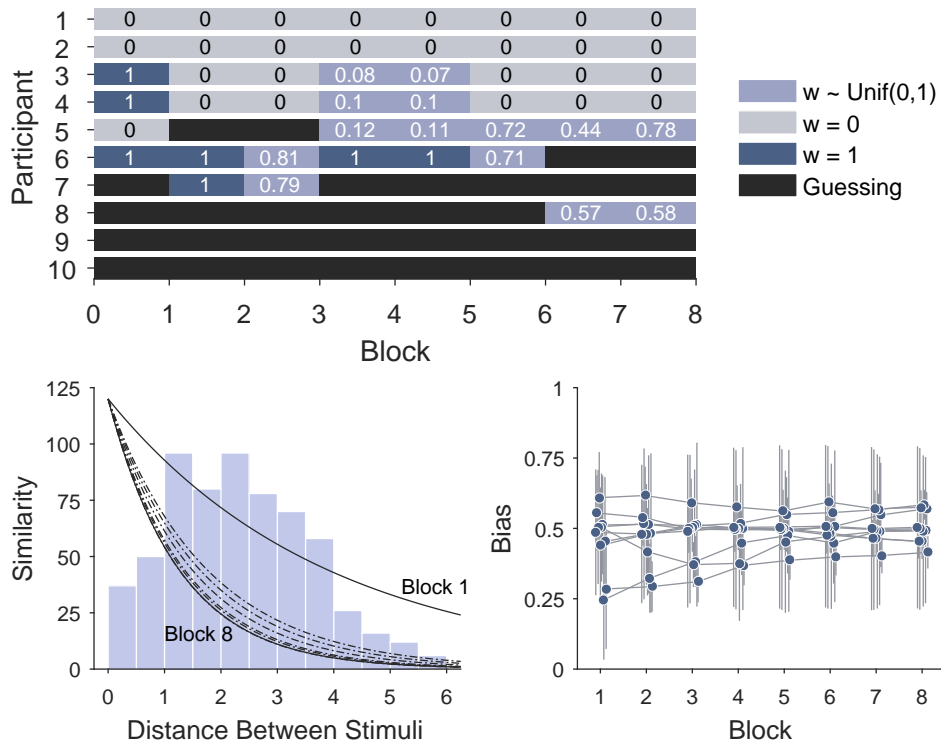 1 0 0 0 0 0 0 0 0
2 0 0 0 0 0 0 0 0
3 1 0 0 0.08 0.07 0 0 0
4 1 0 0 0.1 0.1 0 0 0
5 0 0.12 0.11 0.72 0.44 0.78
6 1 1 0.81 1 1 0.71
7 1 0.79
8 0.57 0.58
9
10
Participant
0 1 2 3 4 5 6 7 8
Block
w ~ Unif(0,1)
w = 0
w = 1
Guessing
125
100
75
50
25
0
Similarity
Block 1
Block 8
0 1 2 3 4 5 6
Distance Between Stimuli
1
0.75
0.5
0.25
0
Bias
1 2 3 4 5 6 7 8
Block